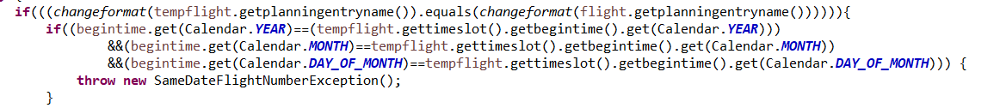 if(((changeformat(tempflight.getplanningentryname()).equals(changeformat(flight.getplanningentryname()))))){
if((begintime.get(Calendar.YEAR)==(tempflight.gettimeslot().getbegintime().get(Calendar.YEAR)))
&&(begintime.get(Calendar.MONTH)==tempflight.gettimeslot().getbegintime().get(Calendar.MONTH))
&&(begintime.get(Calendar.DAY_OF_MONTH)==tempflight.gettimeslot().getbegintime().get(Calendar.DAY_OF_MONTH))) {
throw new SameDateFlightNumberException();
}